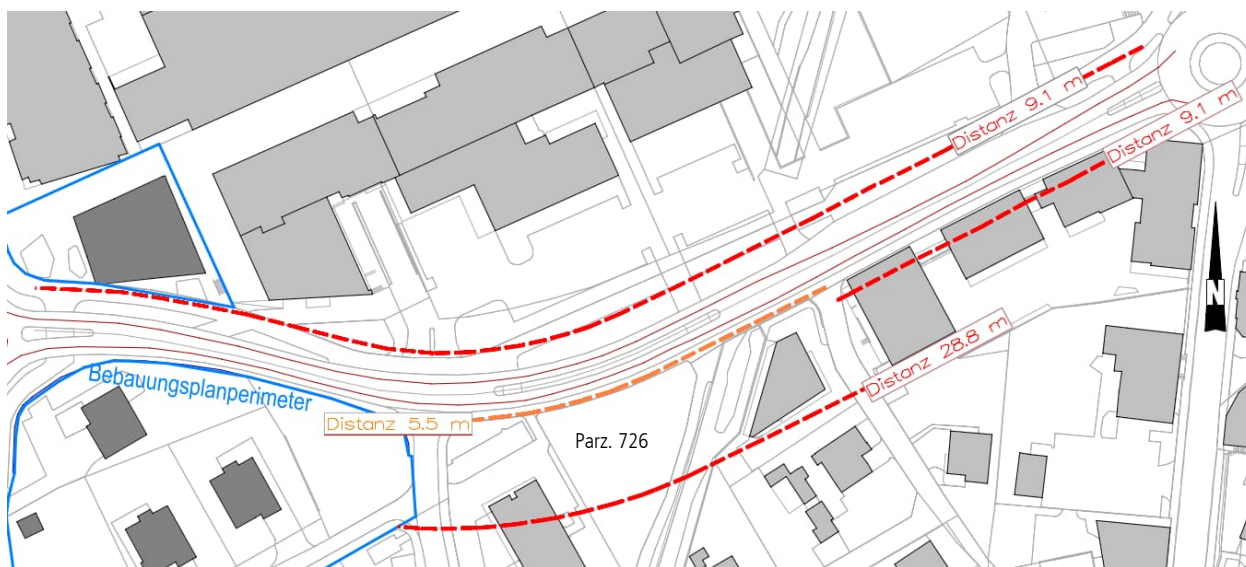 Distanz 9.1 m
Distanz 9.1 m
N
Distanz 28.8 m
Bebauungsplanperimeter
Distanz 5.5 m
Parz. 726